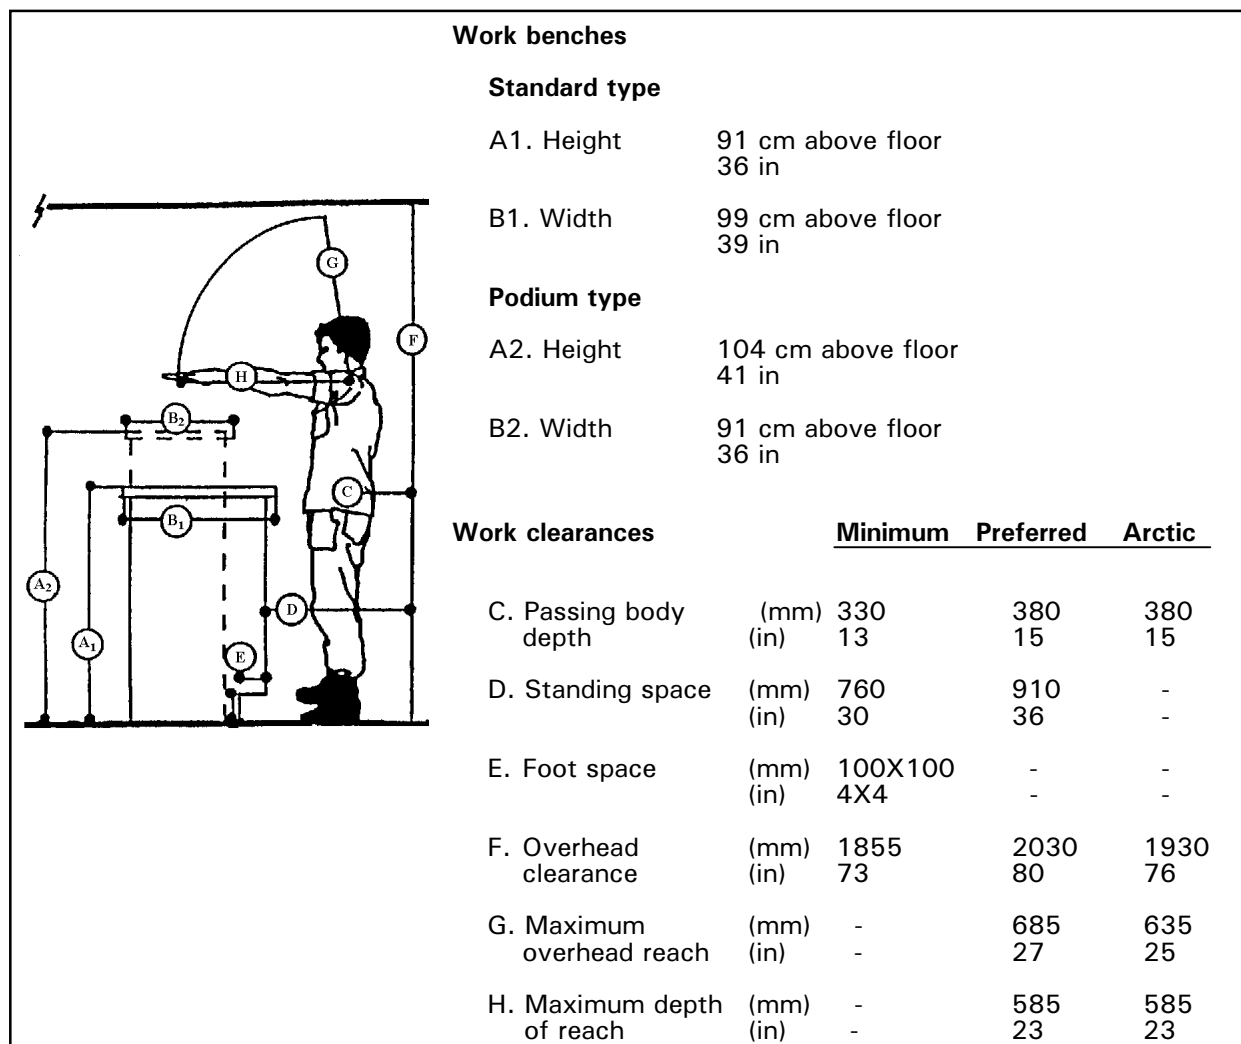 Work benches
Standard type
A1. Height 91 cm above floor
36 in
B1. Width 99 cm above floor
39 in
Podium type
A2. Height 104 cm above floor
41 in
B2. Width 91 cm above floor
36 in
G
F
H
B2
C
B1
A2
D
A1
E
Work clearances Minimum Preferred Arctic
C. Passing body (mm) 330 380 380
depth (in) 13 15 15
D. Standing space (mm) 760 910 -
(in) 30 36 -
E. Foot space (mm) 100X100 - -
(in) 4X4 - -
F. Overhead (mm) 1855 2030 1930
clearance (in) 73 80 76
G. Maximum (mm) - 685 635
overhead reach (in) - 27 25
H. Maximum depth (mm) - 585 585
of reach (in) - 23 23